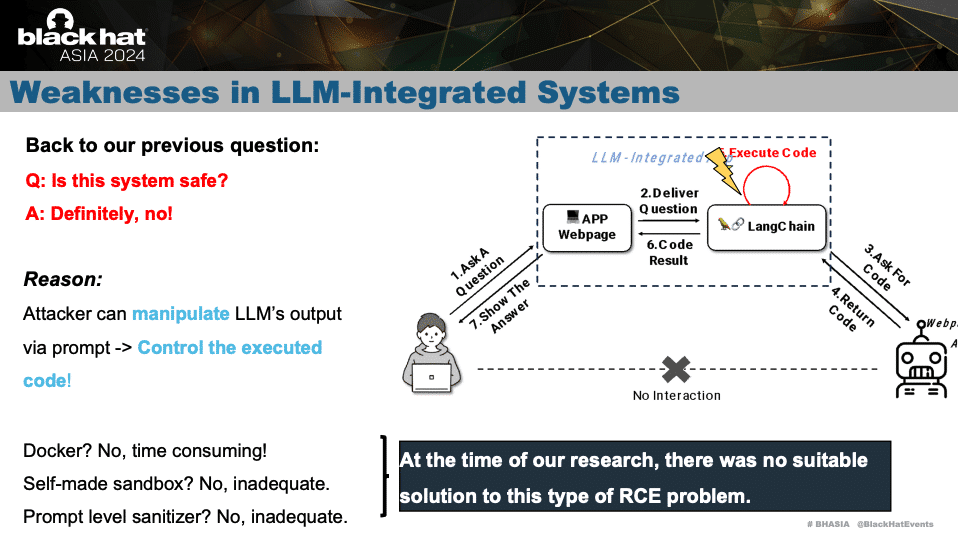 blackhat®
ASIA 2024
Weaknesses in LLM-Integrated Systems
Back to our previous question:
Q: Is this system safe?
A: Definitely, no!
Reason:
Attacker can manipulate LLM's output
via prompt -> Control the executed
code!
Docker? No, time consuming!
Self-made sandbox? No, inadequate.
Prompt level sanitizer? No, inadequate.
At the time of our research, there was no suitable
solution to this type of RCE problem.
LLM-Integrated
Execute Code
APP
Webpage
2.Deliver
Question
6.Code
Result
LangChain
1.Ask A
Question
7.Show The
Answer
3.Ask For
Code
4.Return
Code
No Interaction
# BHASIA @BlackHatEvents